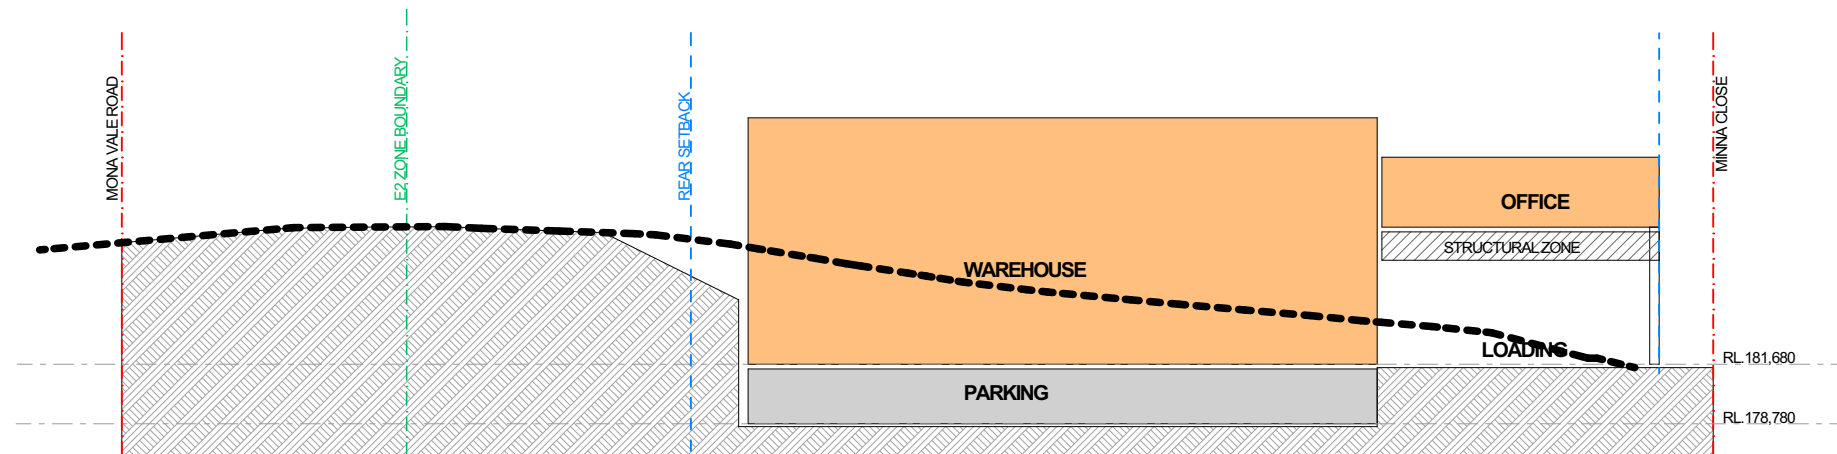 MONA VALE ROAD
E2 ZONE BOUNDARY
REAR SETBACK
MINNA CLOSE
OFFICE
STRUCTURAL ZONE
WAREHOUSE
LOADING
RL.181,680
PARKING
RL.178,780